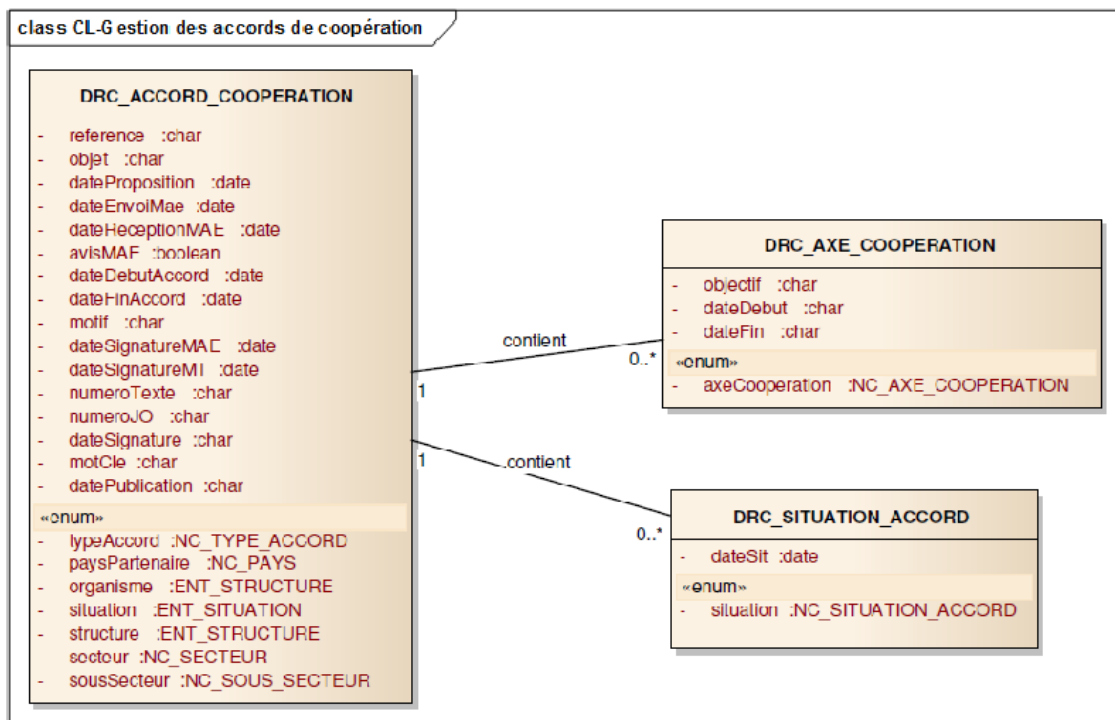 class CL-Gestion des accords de coopération
DRC_ACCORD_COOPERATION
- reference :char
- objet :char
- dateProposition :date
- dateEnvoiMae :date
- dateReceptionMAE :date
- avisMAE :boolean
- dateDebutAccord :date
- dateFinAccord :date
- motif :char
- dateSignatureMAE :date
- dateSignatureMI :date
- numeroTexte :char
- numeroJO :char
- dateSignature :char
- motCle :char
- datePublication :char
«enum»
- typeAccord :NC_TYPE_ACCORD
- paysPartenaire :NC_PAYS
- organisme :ENT_STRUCTURE
- situation :ENT_SITUATION
- structure :ENT_STRUCTURE
secteur :NC_SECTEUR
- sousSecteur :NC_SOUS_SECTEUR
contient
1
0..*
DRC_AXE_COOPERATION
- objectif :char
- dateDebut :char
- dateFin :char
«enum»
- axeCooperation :NC_AXE_COOPERATION
contient
1
0..*
DRC_SITUATION_ACCORD
- dateSit :date
«enum»
- situation :NC_SITUATION_ACCORD